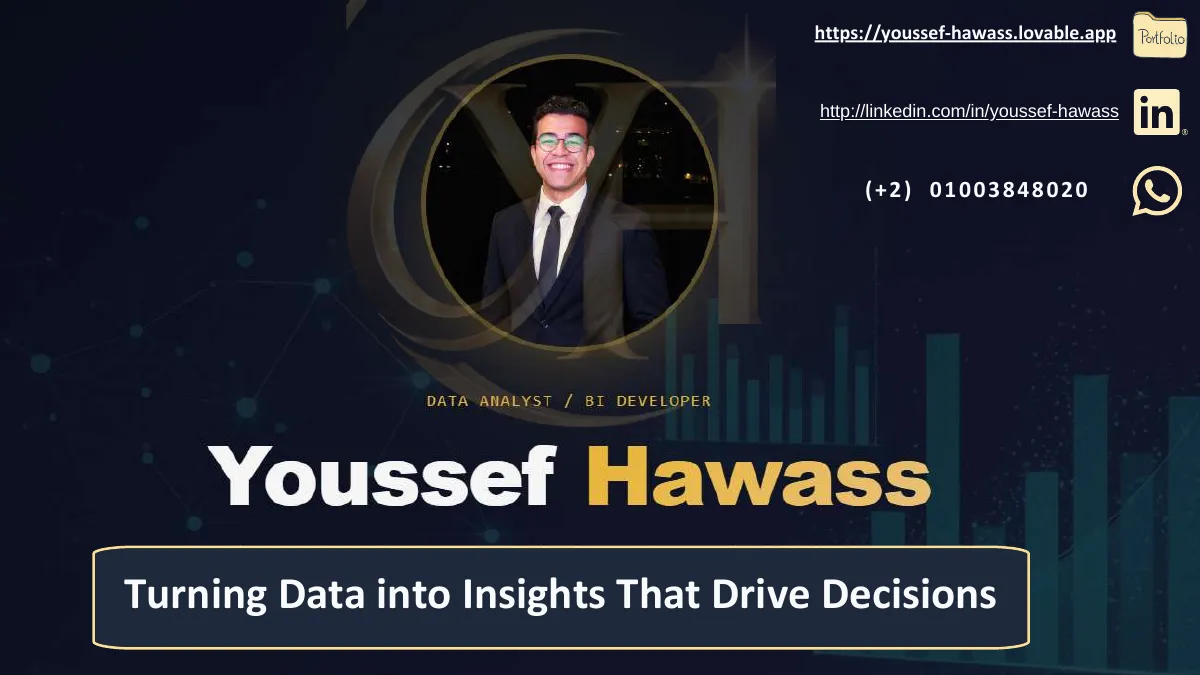 https://youssef-hawass.lovable.app
Portfolio
http://linkedin.com/in/youssef-hawass
in
®
(+2) 01003848020
YH
DATA ANALYST / BI DEVELOPER
Youssef Hawass
Turning Data into Insights That Drive Decisions